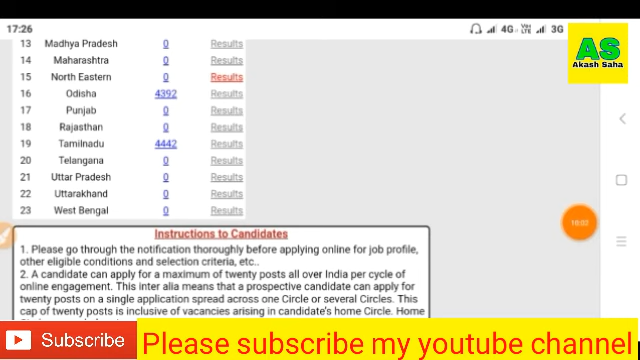 17:26 4G VoLTE 3G
AS
Akash Saha
13 Madhya Pradesh 0 Results
14 Maharashtra 0 Results
15 North Eastern 0 Results
16 Odisha 4392 Results
17 Punjab 0 Results
18 Rajasthan 0 Results
19 Tamilnadu 4442 Results
20 Telangana 0 Results
21 Uttar Pradesh 0 Results
22 Uttarakhand 0 Results
23 West Bengal 0 Results
10:02
Instructions to Candidates
1. Please go through the notification thoroughly before applying online for job profile,
other eligible conditions and selection criteria, etc..
2. A candidate can apply for a maximum of twenty posts all over India per cycle of
online engagement. This inter alia means that a prospective candidate can apply for
twenty posts on a single application spread across one Circle or several Circles. This
cap of twenty posts is inclusive of vacancies arising in candidate's home Circle. Home
Subscribe Please subscribe my youtube channel